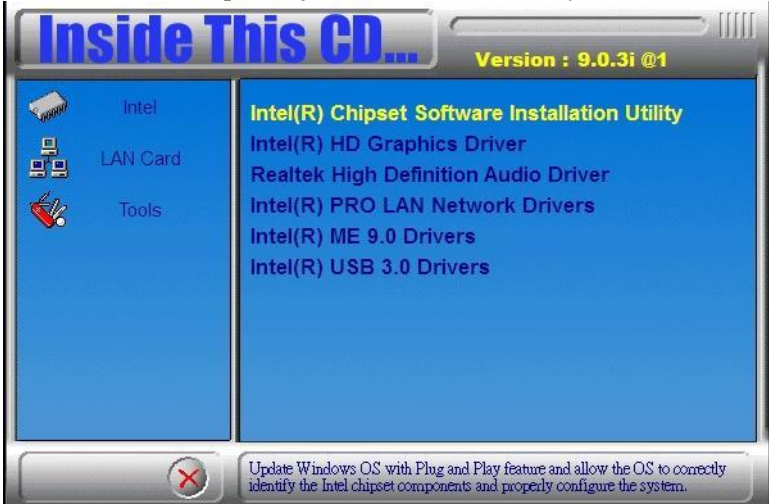 Inside This CD...
Version : 9.0.3i @1
Intel
LAN Card
Tools
Intel(R) Chipset Software Installation Utility
Intel(R) HD Graphics Driver
Realtek High Definition Audio Driver
Intel(R) PRO LAN Network Drivers
Intel(R) ME 9.0 Drivers
Intel(R) USB 3.0 Drivers
Update Windows OS with Plug and Play feature and allow the OS to correctly
identify the Intel chipset components and properly configure the system.